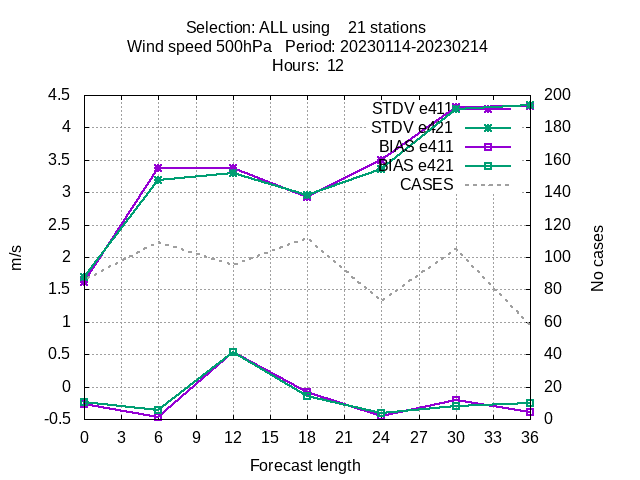 Selection: ALL using 21 stations
Wind speed 500hPa Period: 20230114-20230214
Hours: 12
4.5
4
3.5
3
2.5
2
1.5
1
0.5
0
-0.5
m/s
STDV e411
STDV e421
BIAS e411
BIAS e421
CASES
200
180
160
140
120
100
80
60
40
20
0
No cases
0 3 6 9 12 15 18 21 24 27 30 33 36
Forecast length